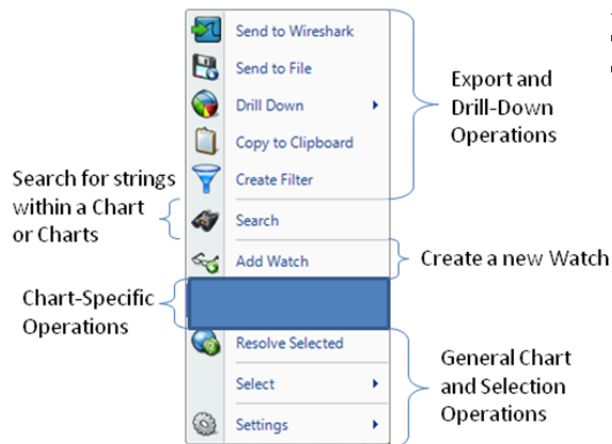 Send to Wireshark
Send to File
Drill Down
Copy to Clipboard
Create Filter
Export and
Drill-Down
Operations
Search for strings
within a Chart
or Charts
Search
Add Watch
Create a new Watch
Chart-Specific
Operations
Resolve Selected
Select
Settings
General Chart
and Selection
Operations